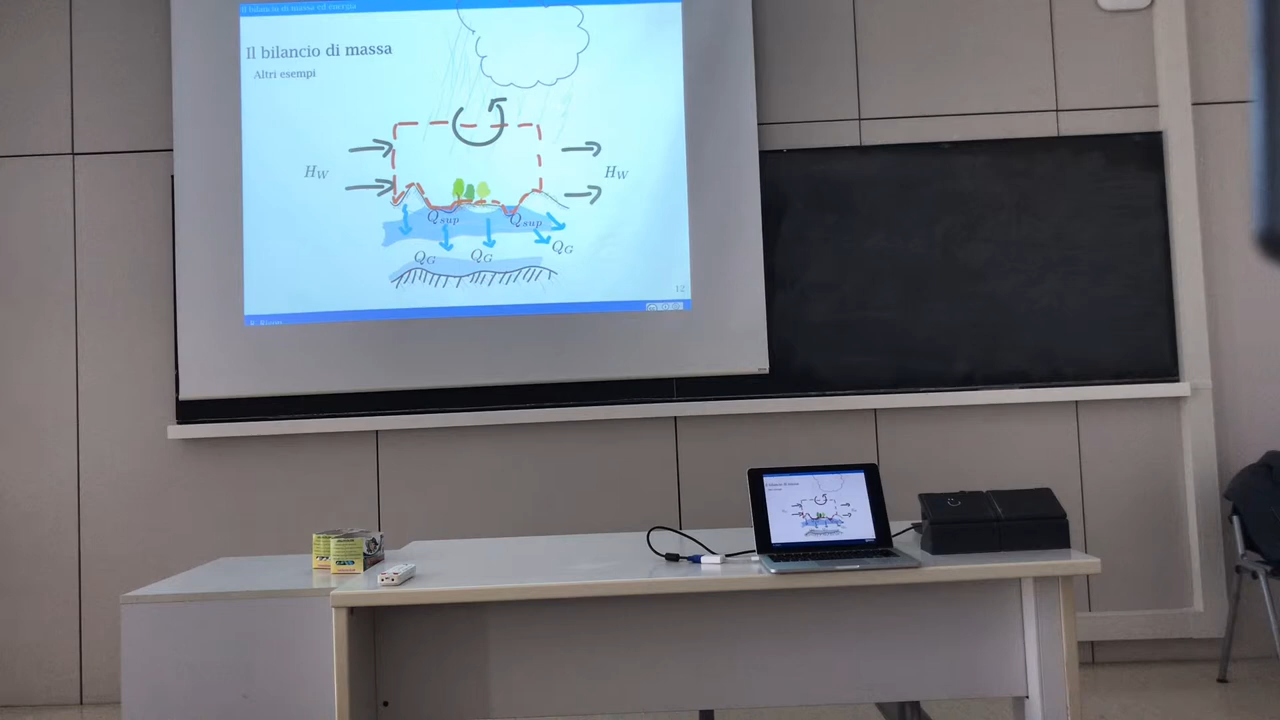 Il bilancio di massa ed energia
Il bilancio di massa
Altri esempi
H_W
H_W
Q_sup
Q_sup
Q_G
Q_G
Q_G
12